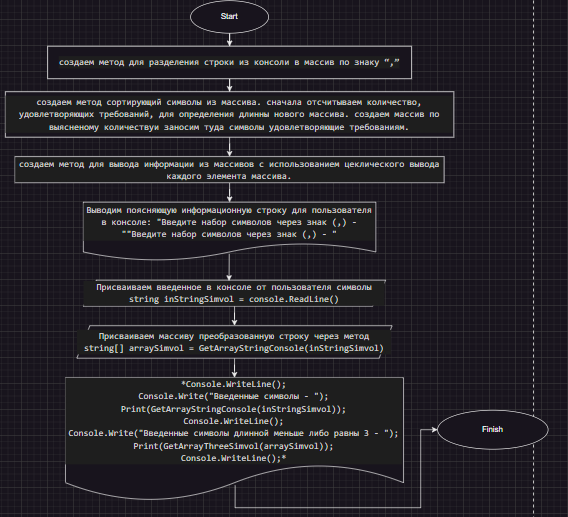 Start
создаем метод для разделения строки из консоли в массив по знаку “,”
создаем метод сортирующий символы из массива. сначала отсчитываем количество,
удовлетворяющих требований, для определения длинны нового массива. создаем массив по
выясненому количествуи заносим туда символы удовлетворяющие требованиям.
создаем метод для вывода информации из массивов с использованием цеклического вывода
каждого элемента массива.
Выводим поясняющую информационную строку для пользователя
в консоле: "Введите набор символов через знак (,) -
""Введите набор символов через знак (,) - "
Присваиваем введенное в консоле от пользователя символы
string inStringSimvol = console.ReadLine()
Присваиваем массиву преобразованную строку через метод
string[] arraySimvol = GetArrayStringConsole(inStringSimvol)
*Console.WriteLine();
Console.Write("Введенные символы - ");
Print(GetArrayStringConsole(inStringSimvol));
Console.WriteLine();
Console.Write("Введенные символы длинной меньше либо равны 3 - ");
Print(GetArrayThreeSimvol(arraySimvol));
Console.WriteLine();*
Finish